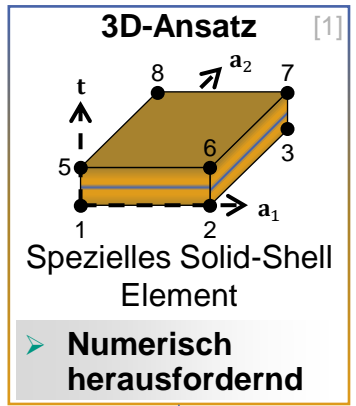 3D-Ansatz [1]
8 a₂ 7
t
3
5 6
1 2 a₁
Spezielles Solid-Shell
Element
➢ Numerisch
herausfordernd